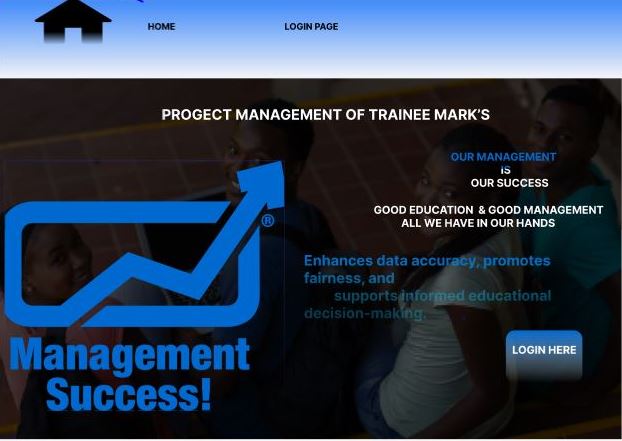 HOME
LOGIN PAGE
PROGECT MANAGEMENT OF TRAINEE MARK'S
OUR MANAGEMENT
IS
OUR SUCCESS
GOOD EDUCATION & GOOD MANAGEMENT
ALL WE HAVE IN OUR HANDS
®
Enhances data accuracy, promotes
fairness, and
supports informed educational
decision-making.
Management
Success!
LOGIN HERE